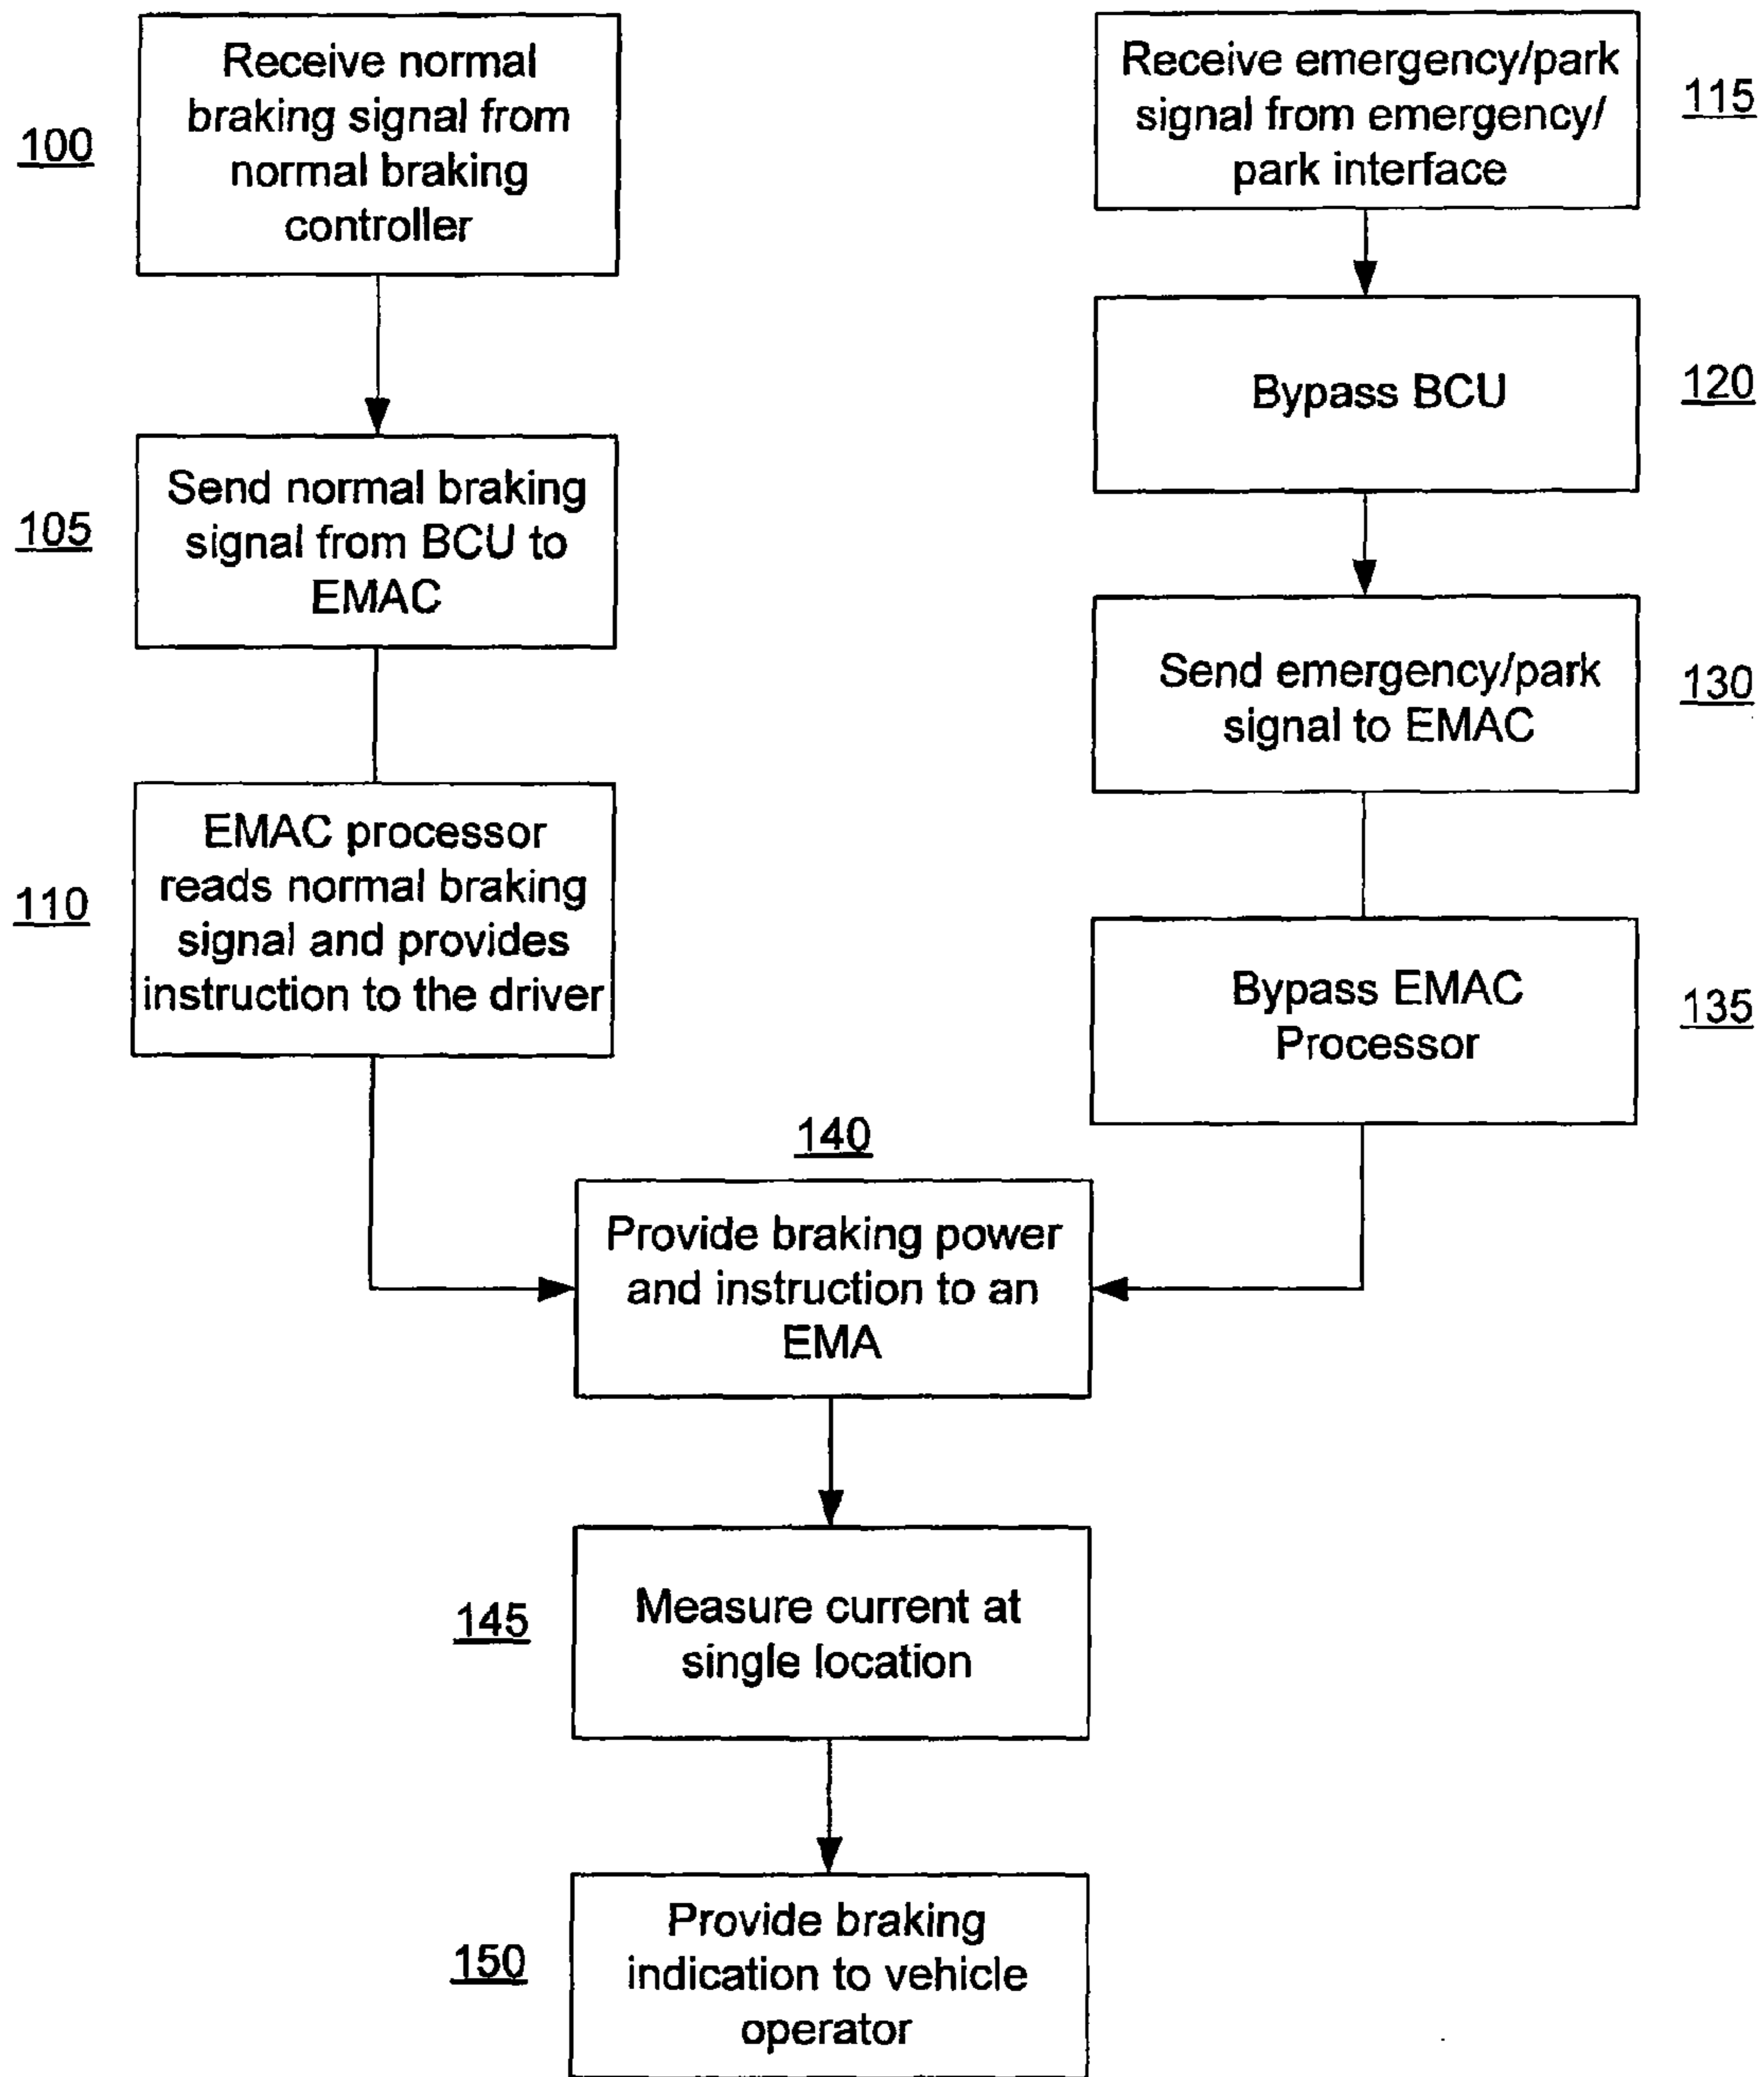 100
Receive normal
braking signal from
normal braking
controller
105
Send normal braking
signal from BCU to
EMAC
110
EMAC processor
reads normal braking
signal and provides
instruction to the driver
Receive emergency/park
signal from emergency/
park interface
115
Bypass BCU
120
Send emergency/park
signal to EMAC
130
Bypass EMAC
Processor
135
140
Provide braking power
and instruction to an
EMA
145
Measure current at
single location
150
Provide braking
indication to vehicle
operator